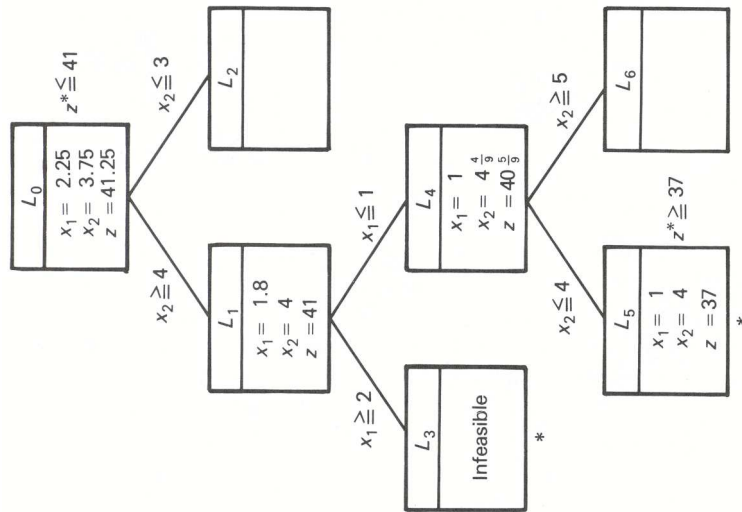 L₀
x₁ = 2.25
x₂ = 3.75
z = 41.25
z* ≦ 41
x₂ ≧ 4
x₂ ≦ 3
L₁
x₁ = 1.8
x₂ = 4
z = 41
L₂
x₁ ≧ 2
x₁ ≦ 1
L₃
Infeasible
*
L₄
x₁ = 1
x₂ = 4 4/9
z = 40 5/9
x₂ ≦ 4
x₂ ≧ 5
L₅
x₁ = 1
x₂ = 4
z = 37
z* ≧ 37
*
L₆